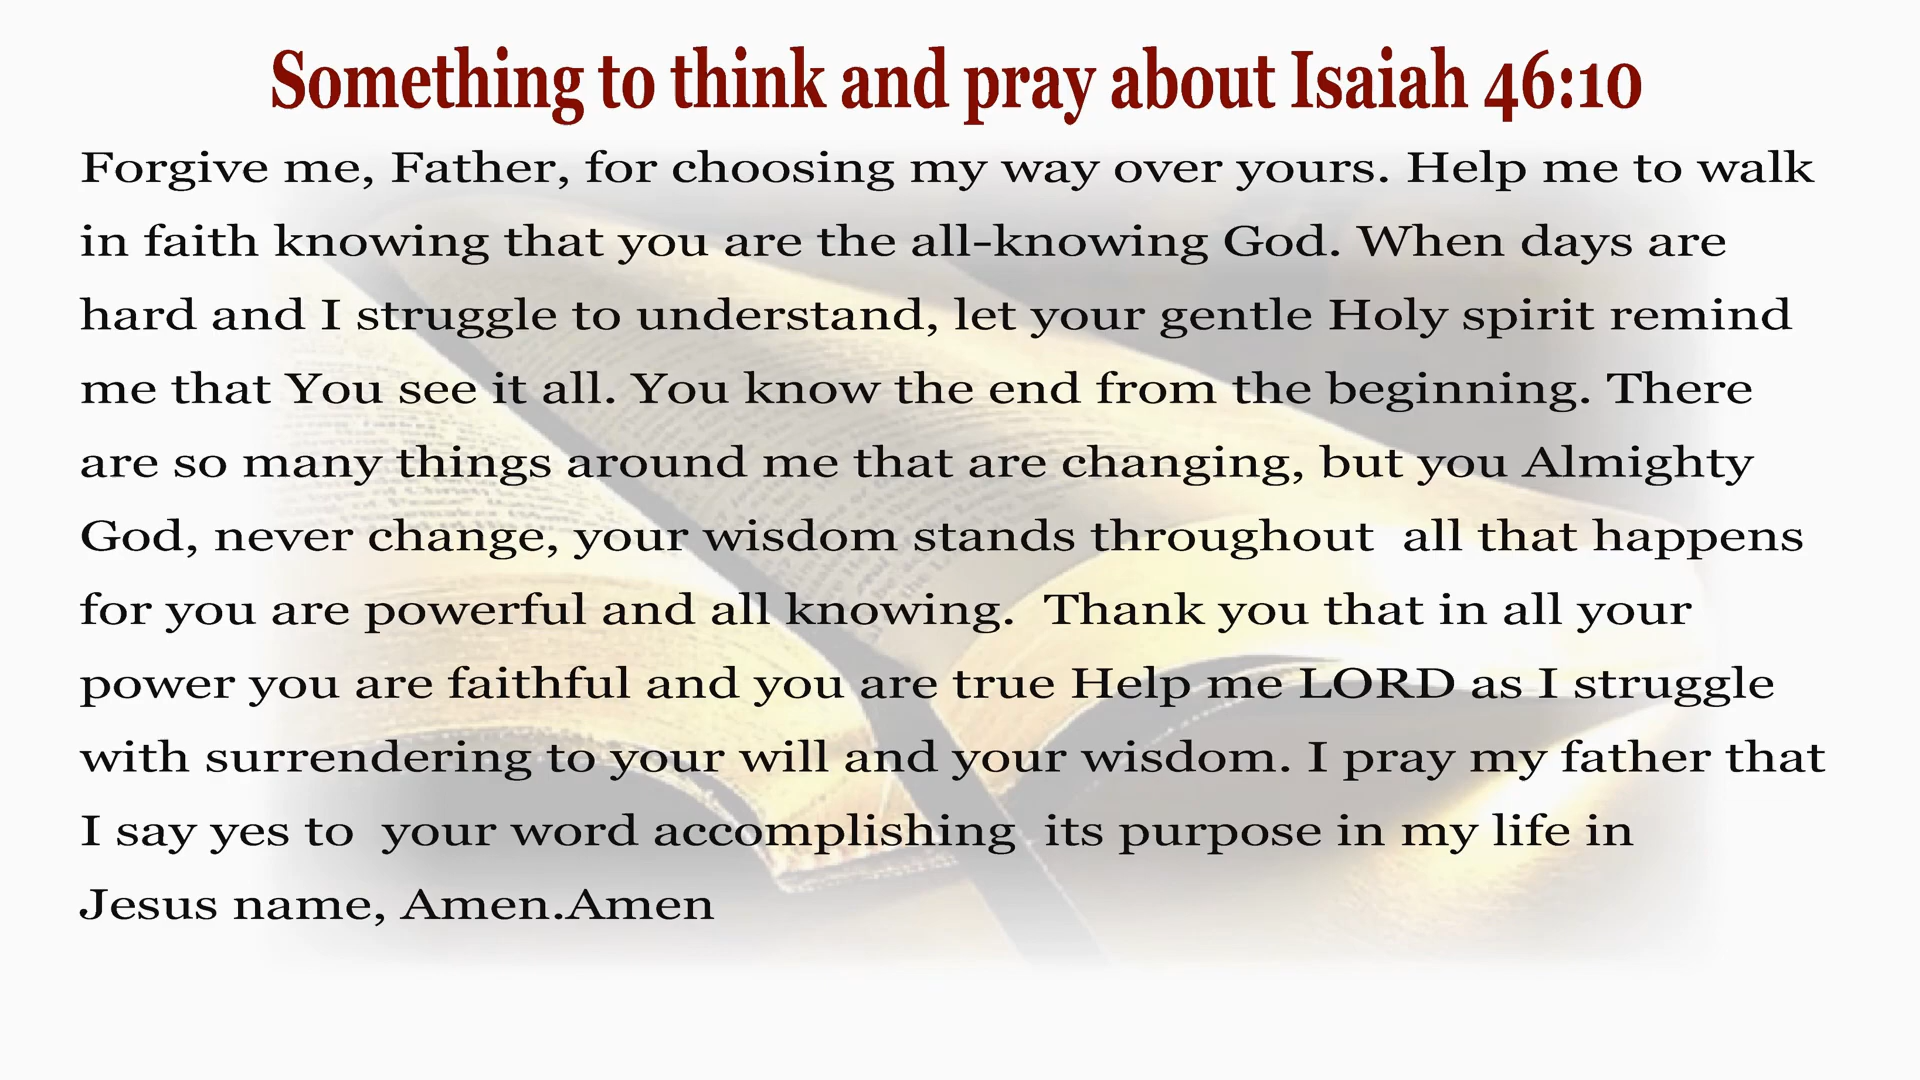 Something to think and pray about Isaiah 46:10
Forgive me, Father, for choosing my way over yours. Help me to walk
in faith knowing that you are the all-knowing God. When days are
hard and I struggle to understand, let your gentle Holy spirit remind
me that You see it all. You know the end from the beginning. There
are so many things around me that are changing, but you Almighty
God, never change, your wisdom stands throughout  all that happens
for you are powerful and all knowing.  Thank you that in all your
power you are faithful and you are true Help me LORD as I struggle
with surrendering to your will and your wisdom. I pray my father that
I say yes to  your word accomplishing  its purpose in my life in
Jesus name, Amen.Amen